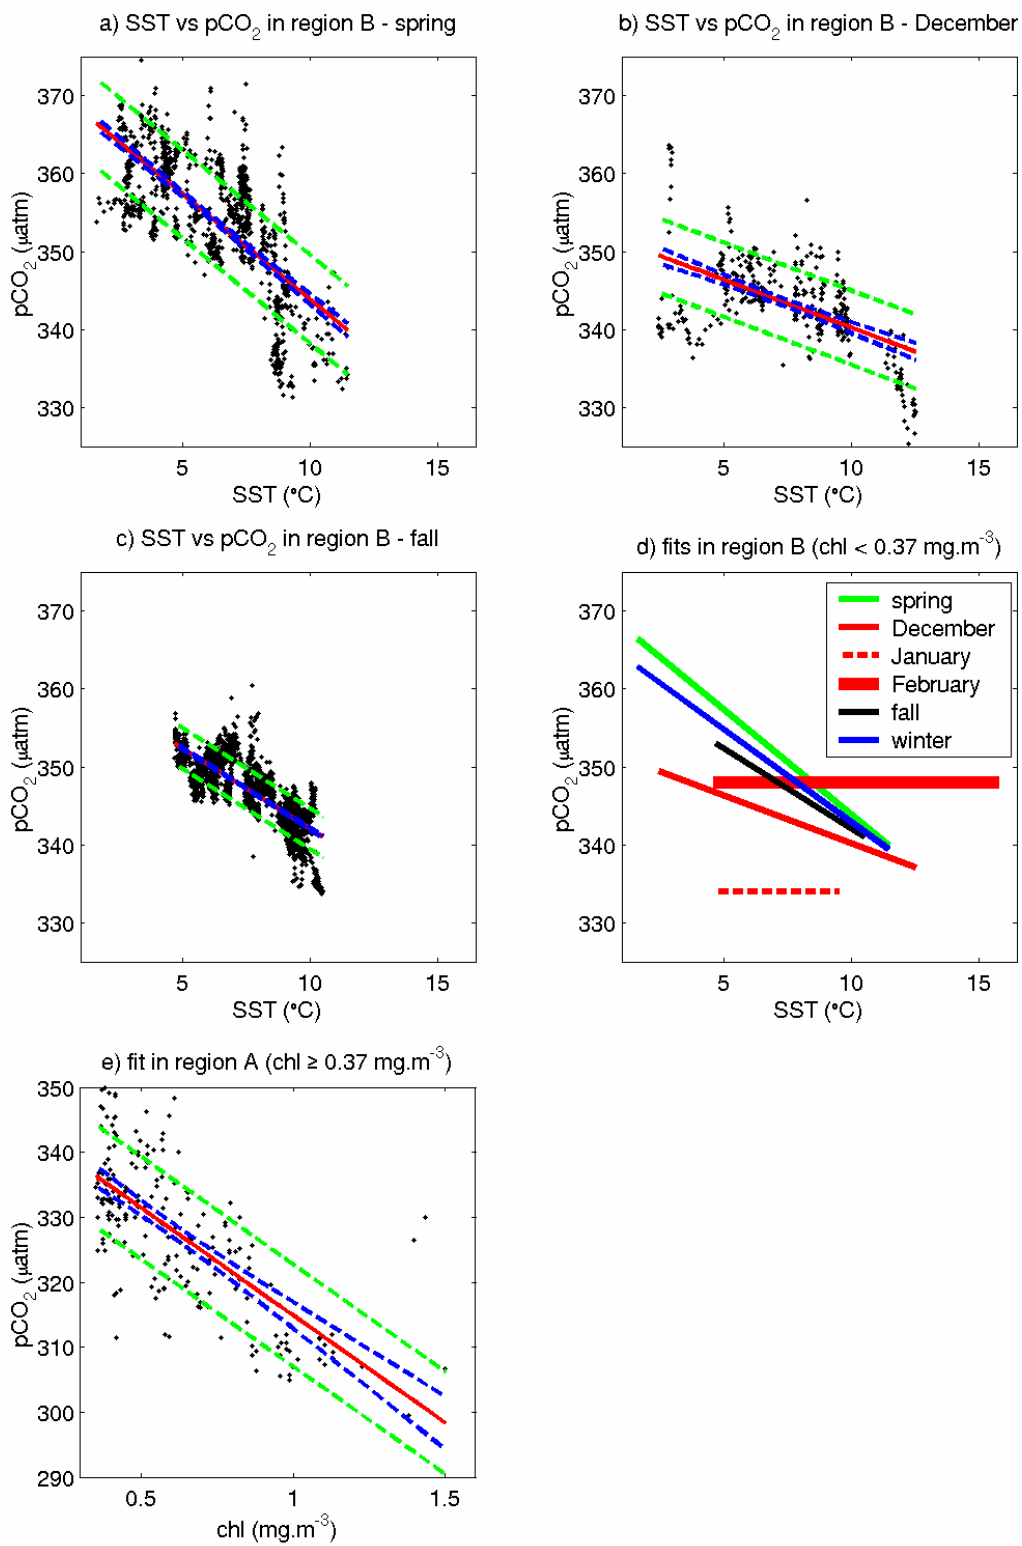 a) SST vs pCO₂ in region B - spring
b) SST vs pCO₂ in region B - December
370
360
350
340
330
pCO₂ (µatm)
5 10 15
SST (°C)
370
360
350
340
330
pCO₂ (µatm)
5 10 15
SST (°C)
c) SST vs pCO₂ in region B - fall
d) fits in region B (chl < 0.37 mg.m⁻³)
370
360
350
340
330
pCO₂ (µatm)
5 10 15
SST (°C)
370
360
350
340
330
pCO₂ (µatm)
spring
December
January
February
fall
winter
5 10 15
SST (°C)
e) fit in region A (chl ≥ 0.37 mg.m⁻³)
350
340
330
320
310
300
290
pCO₂ (µatm)
0.5 1 1.5
chl (mg.m⁻³)